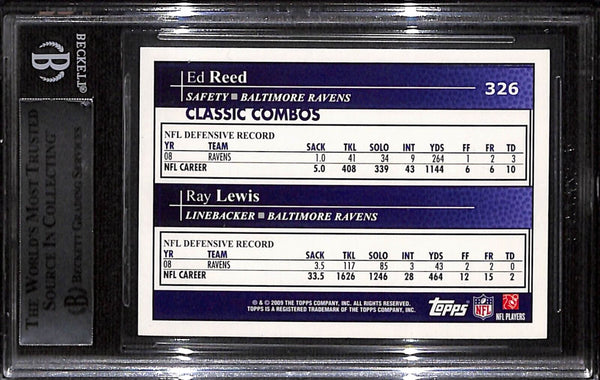 BECKETT
B
THE WORLD'S MOST TRUSTED
SOURCE IN COLLECTING
BECKETT GRADING SERVICES
B
Ed Reed
326
SAFETY ■ BALTIMORE RAVENS
CLASSIC COMBOS
NFL DEFENSIVE RECORD
YR TEAM SACK TKL SOLO INT YDS FF FR TD
08 RAVENS 1.0 41 34 9 264 1 2 3
NFL CAREER 5.0 408 339 43 1144 6 6 10
Ray Lewis
LINEBACKER ■ BALTIMORE RAVENS
NFL DEFENSIVE RECORD
YR TEAM SACK TKL SOLO INT YDS FF FR TD
08 RAVENS 3.5 117 85 3 43 2 2 0
NFL CAREER 33.5 1626 1246 28 464 12 15 2
® & © 2009 THE TOPPS COMPANY, INC. ALL RIGHTS RESERVED.
TOPPS IS A REGISTERED TRADEMARK OF THE TOPPS COMPANY, INC.
Topps
NFL
NFL PLAYERS